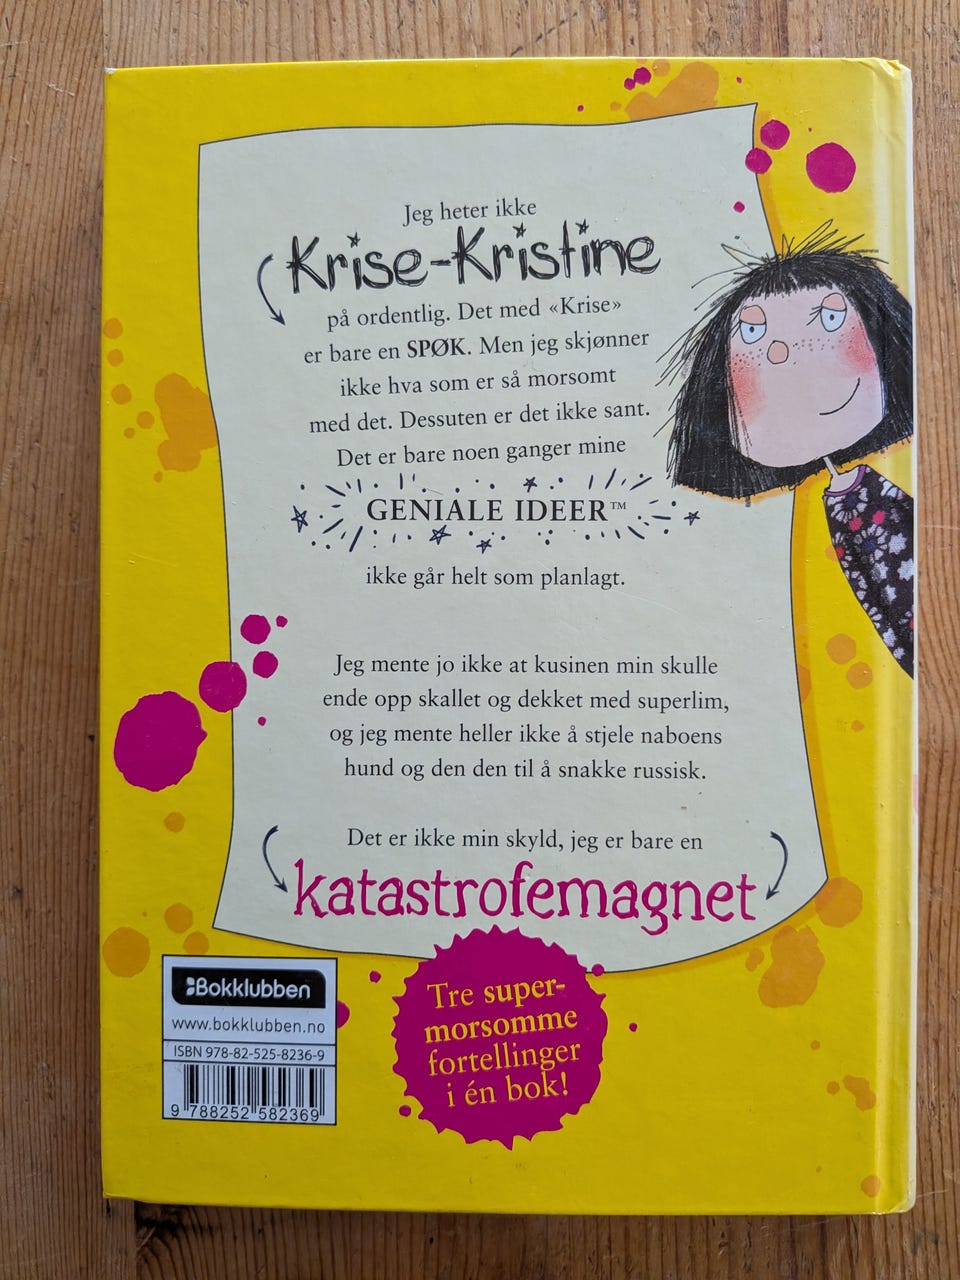 Jeg heter ikke
Krise-Kristine
på ordentlig. Det med «Krise»
er bare en SPØK. Men jeg skjønner
ikke hva som er så morsomt
med det. Dessuten er det ikke sant.
Det er bare noen ganger mine
GENIALE IDEER™
ikke går helt som planlagt.
Jeg mente jo ikke at kusinen min skulle
ende opp skallet og dekket med superlim,
og jeg mente heller ikke å stjele naboens
hund og den den til å snakke russisk.
Det er ikke min skyld, jeg er bare en
katastrofemagnet
Tre super-
morsomme
fortellinger
i én bok!
Bokklubben
www.bokklubben.no
ISBN 978-82-525-8236-9
9 788252 582369